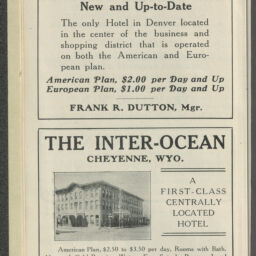 New and Up-to-Date
The only Hotel in Denver located
in the center of the business and
shopping district that is operated
on both the American and Euro-
pean plan.
American Plan, $2.00 per Day and Up
European Plan, $1.00 per Day and Up
FRANK R. DUTTON, Mgr.
THE INTER-OCEAN
CHEYENNE, WYO.
A
FIRST-CLASS
CENTRALLY
LOCATED
HOTEL
American Plan, $2.50 to $3.50 per day, Rooms with Bath.